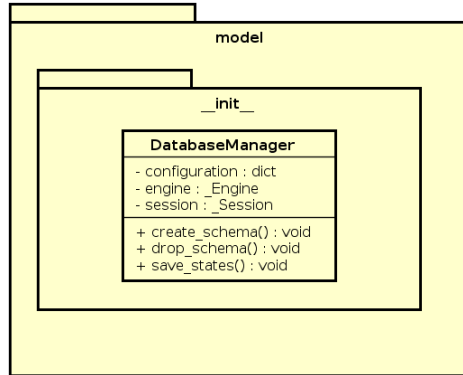 model
__init__
DatabaseManager
- configuration : dict
- engine : _Engine
- session : _Session
+ create_schema() : void
+ drop_schema() : void
+ save_states() : void